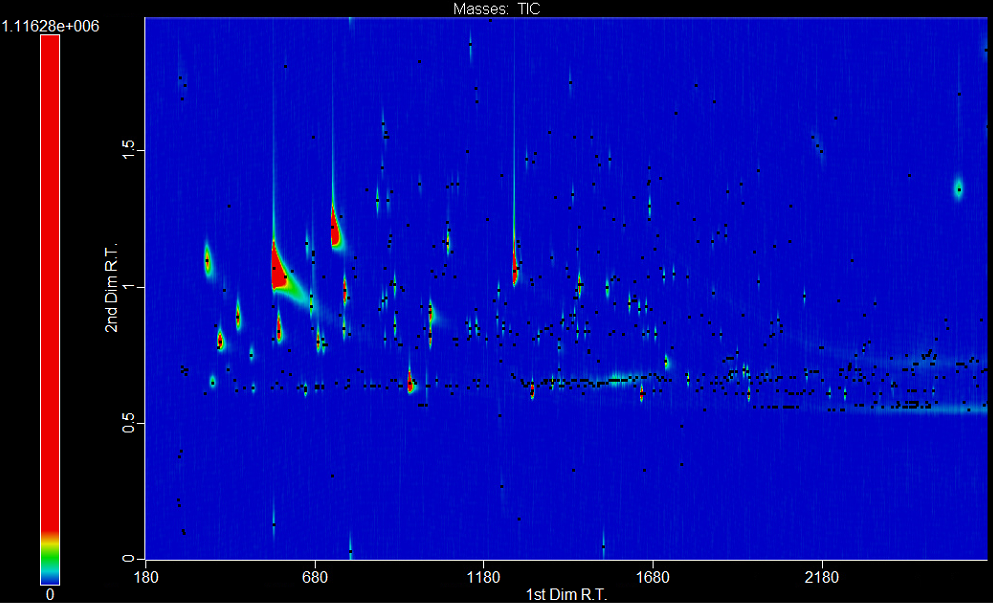 Masses: TIC
1.11628e+006
1.5
1
0.5
0
2nd Dim R.T.
0
180 680 1180 1680 2180
1st Dim R.T.